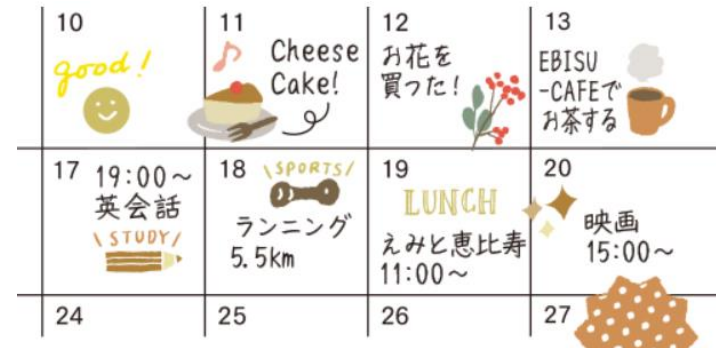 10
good!
11
Cheese
Cake!
12
お花を
買った!
13
EBISU
-CAFEで
お茶する
17
19:00~
英会話
\STUDY/
18
\SPORTS/
ランニング
5.5km
19
LUNCH
えみと恵比寿
11:00~
20
映画
15:00~
24
25
26
27